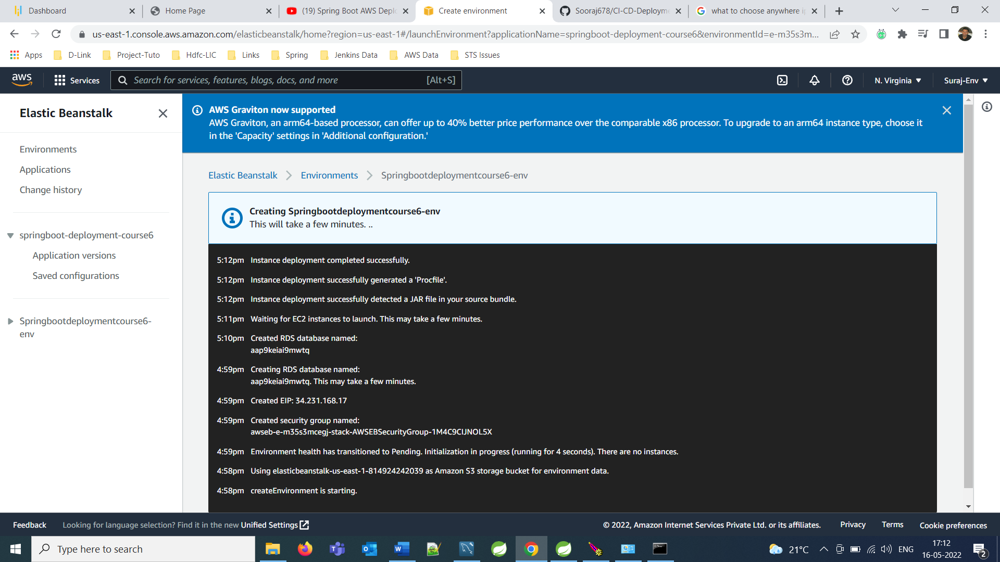 Dashboard
Home Page
(19) Spring Boot AWS Depl
Create environment
Sooraj678/CI-CD-Deployme
what to choose anywhere ip
us-east-1.console.aws.amazon.com/elasticbeanstalk/home?region=us-east-1#/launchEnvironment?applicationName=springboot-deployment-course6&environmentId=e-m35s3m...
Apps
D-Link
Project-Tuto
Hdfc-LIC
Links
Spring
Jenkins Data
AWS Data
STS Issues
aws
Services
Search for services, features, blogs, docs, and more
[Alt+S]
N. Virginia
Suraj-Env
Elastic Beanstalk
Environments
Applications
Change history
springboot-deployment-course6
Application versions
Saved configurations
Springbootdeploymentcourse6-
env
AWS Graviton now supported
AWS Graviton, an arm64-based processor, can offer up to 40% better price performance over the comparable x86 processor. To upgrade to an arm64 instance type, choose it
in the 'Capacity' settings in 'Additional configuration.'
Elastic Beanstalk
Environments
Springbootdeploymentcourse6-env
Creating Springbootdeploymentcourse6-env
This will take a few minutes. ..
5:12pm Instance deployment completed successfully.
5:12pm Instance deployment successfully generated a 'Procfile'.
5:12pm Instance deployment successfully detected a JAR file in your source bundle.
5:11pm Waiting for EC2 instances to launch. This may take a few minutes.
5:10pm Created RDS database named:
aap9keiai9mwtq
4:59pm Creating RDS database named:
aap9keiai9mwtq. This may take a few minutes.
4:59pm Created EIP: 34.231.168.17
4:59pm Created security group named:
awseb-e-m35s3mcegj-stack-AWSEBSecurityGroup-1M4C9CIJNOL5X
4:59pm Environment health has transitioned to Pending. Initialization in progress (running for 4 seconds). There are no instances.
4:58pm Using elasticbeanstalk-us-east-1-814924242039 as Amazon S3 storage bucket for environment data.
4:58pm createEnvironment is starting.
Feedback
Looking for language selection? Find it in the new Unified Settings
© 2022, Amazon Internet Services Private Ltd. or its affiliates.
Privacy
Terms
Cookie preferences
Type here to search
21°C
ENG
17:12
16-05-2022
2